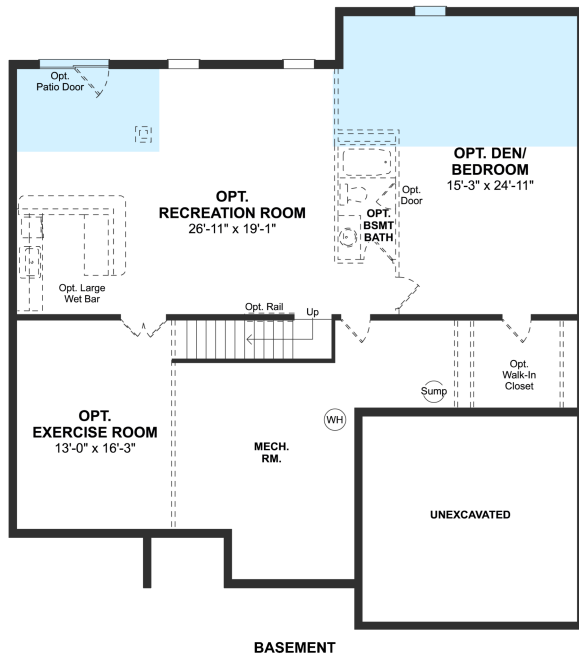 Opt.
Patio Door
OPT. DEN/
BEDROOM
15'-3" x 24'-11"
Opt.
Door
OPT.
RECREATION ROOM
26'-11" x 19'-1"
OPT.
BSMT
BATH
Opt. Large
Wet Bar
Opt. Rail
Up
Opt.
Walk-In
Closet
Sump
OPT.
EXERCISE ROOM
13'-0" x 16'-3"
WH
MECH.
RM.
UNEXCAVATED
BASEMENT